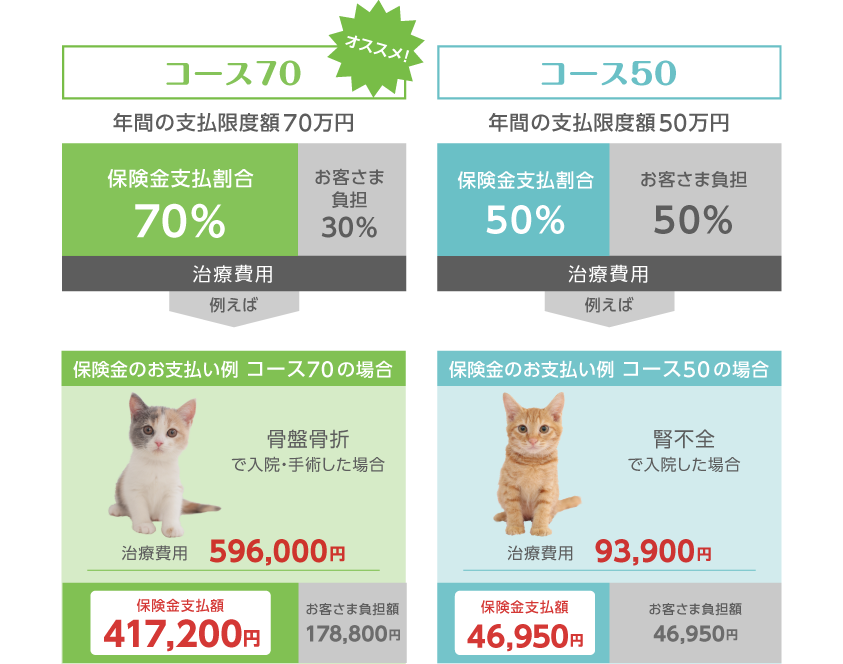 オススメ!
コース70
年間の支払限度額70万円
保険金支払割合
70%
お客さま
負担
30%
治療費用
例えば
保険金のお支払い例 コース70の場合
骨盤骨折
で入院・手術した場合
治療費用 596,000円
保険金支払額
417,200円
お客さま負担額
178,800円
コース50
年間の支払限度額50万円
保険金支払割合
50%
お客さま負担
50%
治療費用
例えば
保険金のお支払い例 コース50の場合
腎不全
で入院した場合
治療費用 93,900円
保険金支払額
46,950円
お客さま負担額
46,950円